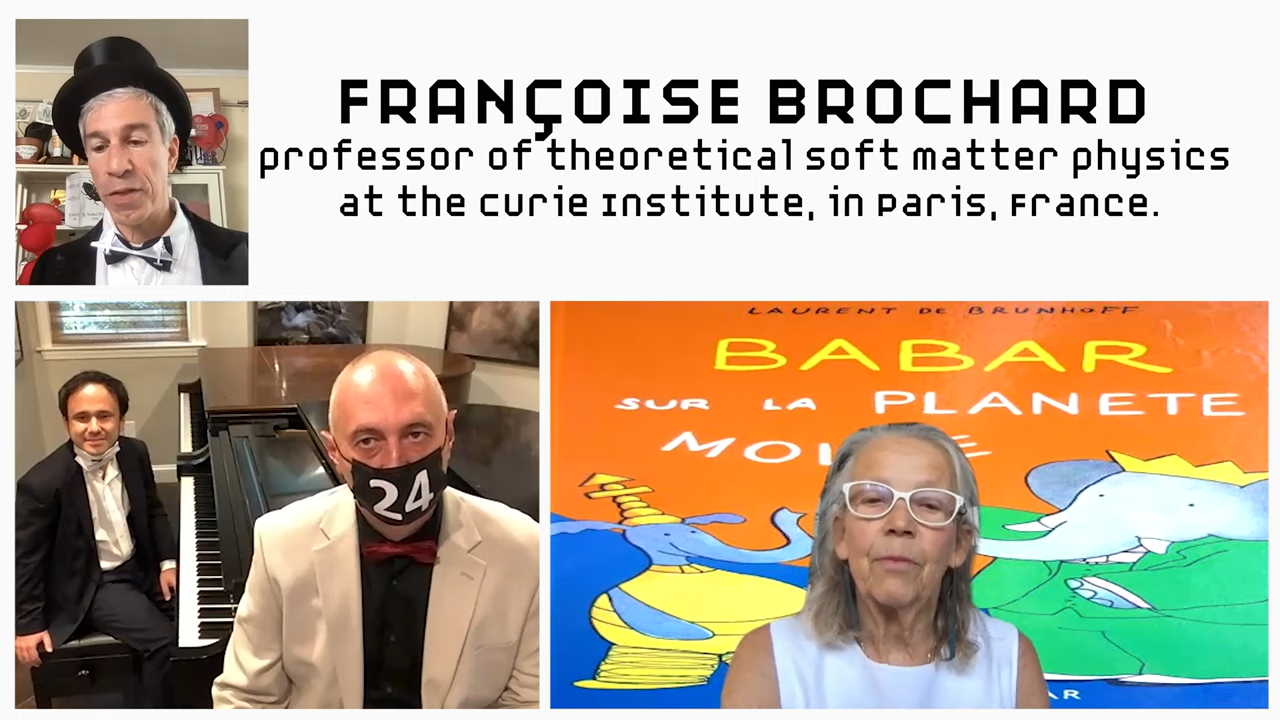 FRANÇOISE BROCHARD
professor of theoretical soft matter physics
at the Curie Institute, in Paris, France.
24
LAURENT DE BRUNHOFF
BABAR
SUR LA PLANETE